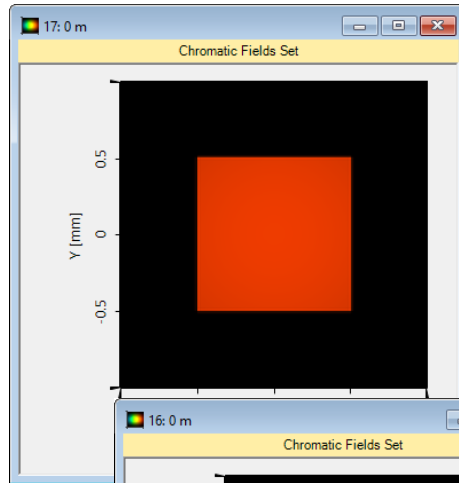 17: 0 m
Chromatic Fields Set
0.5
0
-0.5
Y [mm]
16: 0 m
Chromatic Fields Set